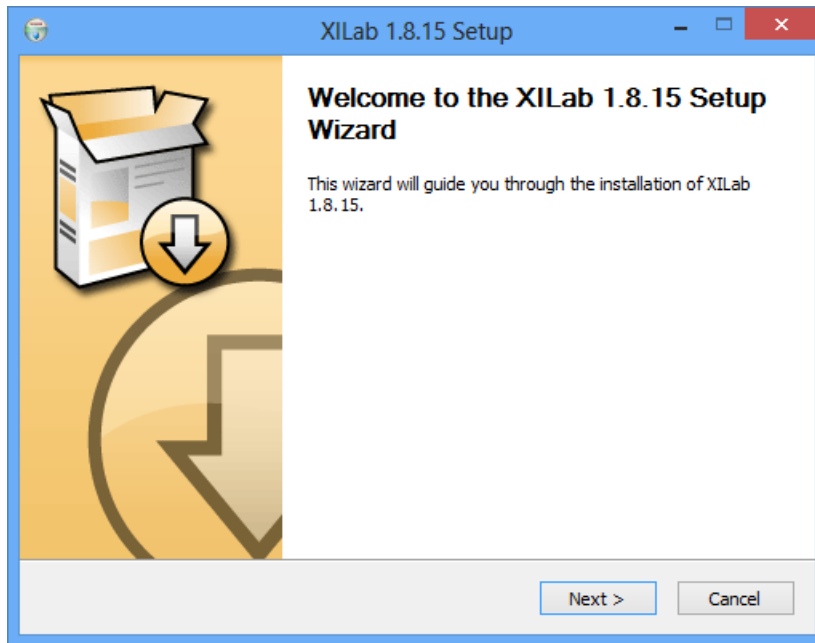 XILab 1.8.15 Setup
Welcome to the XILab 1.8.15 Setup
Wizard
This wizard will guide you through the installation of XILab
1.8.15.
Next >
Cancel